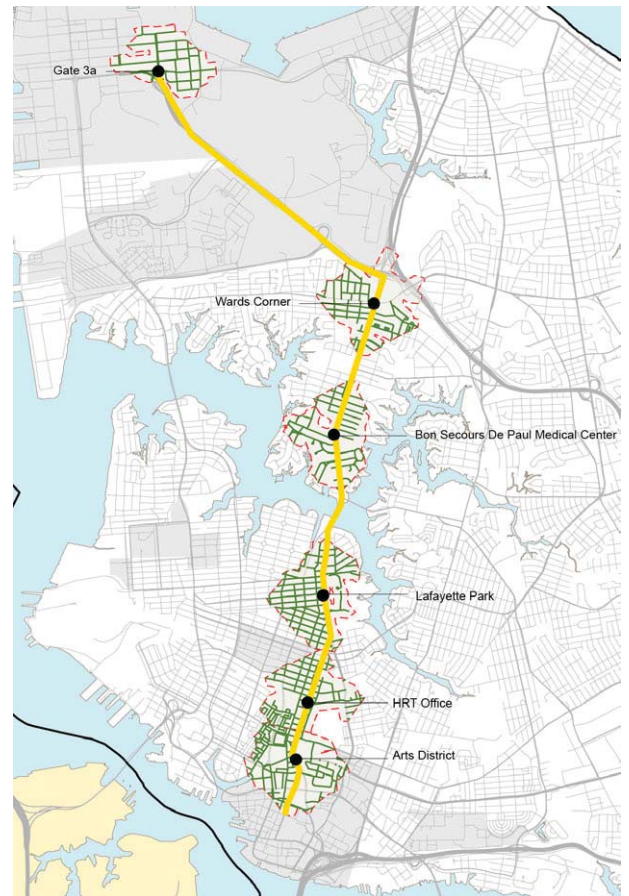 Gate 3a
Wards Corner
Bon Secours De Paul Medical Center
Lafayette Park
HRT Office
Arts District